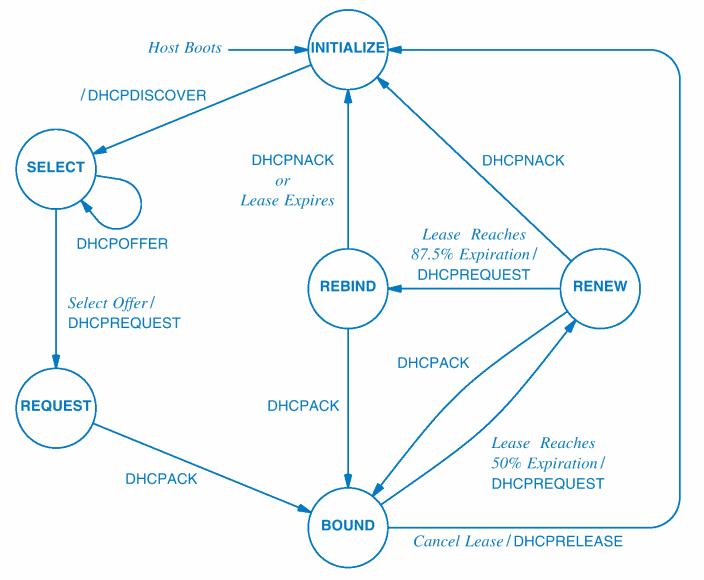 Host Boots
INITIALIZE
/ DHCPDISCOVER
SELECT
DHCPOFFER
DHCPNACK
or
Lease Expires
DHCPNACK
Lease Reaches
87.5% Expiration /
DHCPREQUEST
REBIND
RENEW
Select Offer /
DHCPREQUEST
DHCPACK
REQUEST
DHCPACK
Lease Reaches
50% Expiration /
DHCPREQUEST
DHCPACK
BOUND
Cancel Lease / DHCPRELEASE